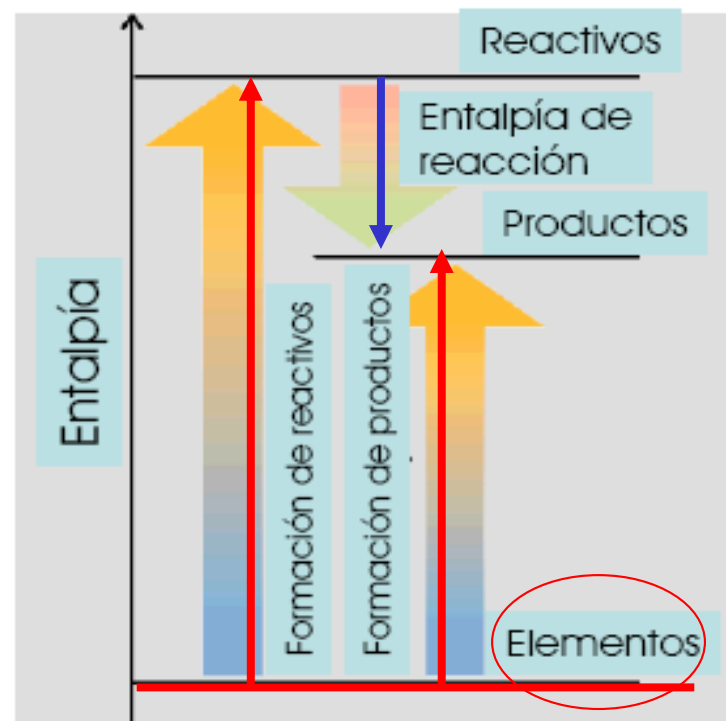 Reactivos
Entalpía de
reacción
Productos
Entalpía
Formación de reactivos
Formación de productos
Elementos